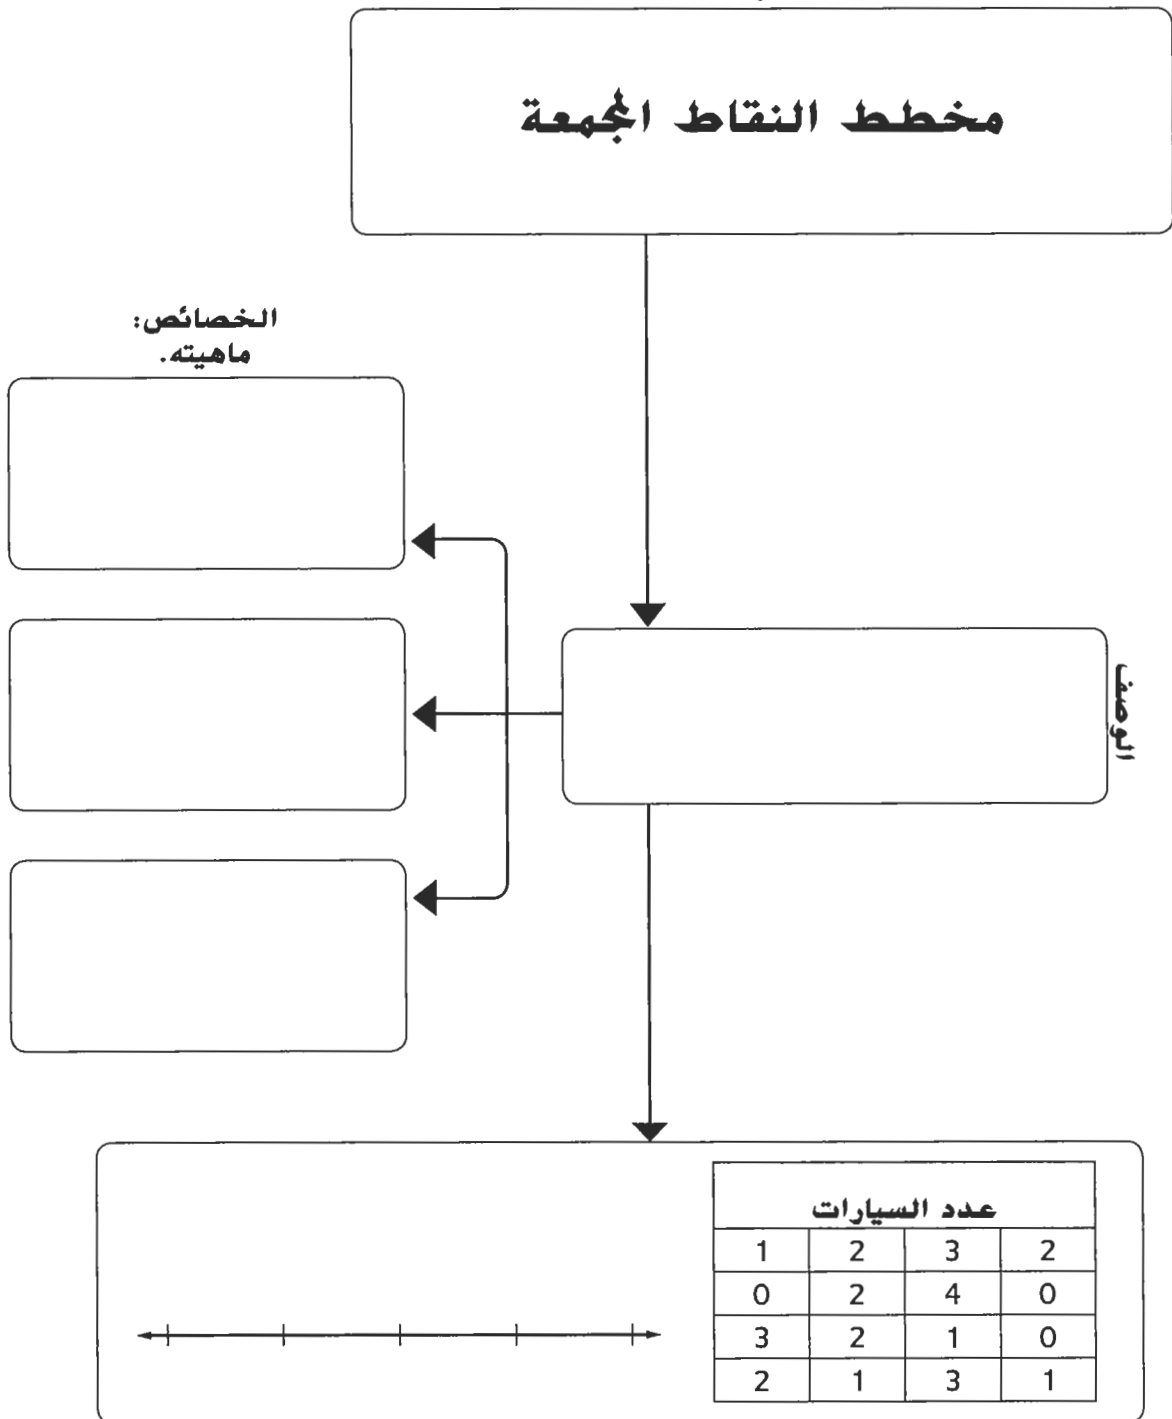 مخطط النقاط المجمعة
الخصائص:
ماهيته.
الوصف
عدد السيارات
1 2 3 2
0 2 4 0
3 2 1 0
2 1 3 1